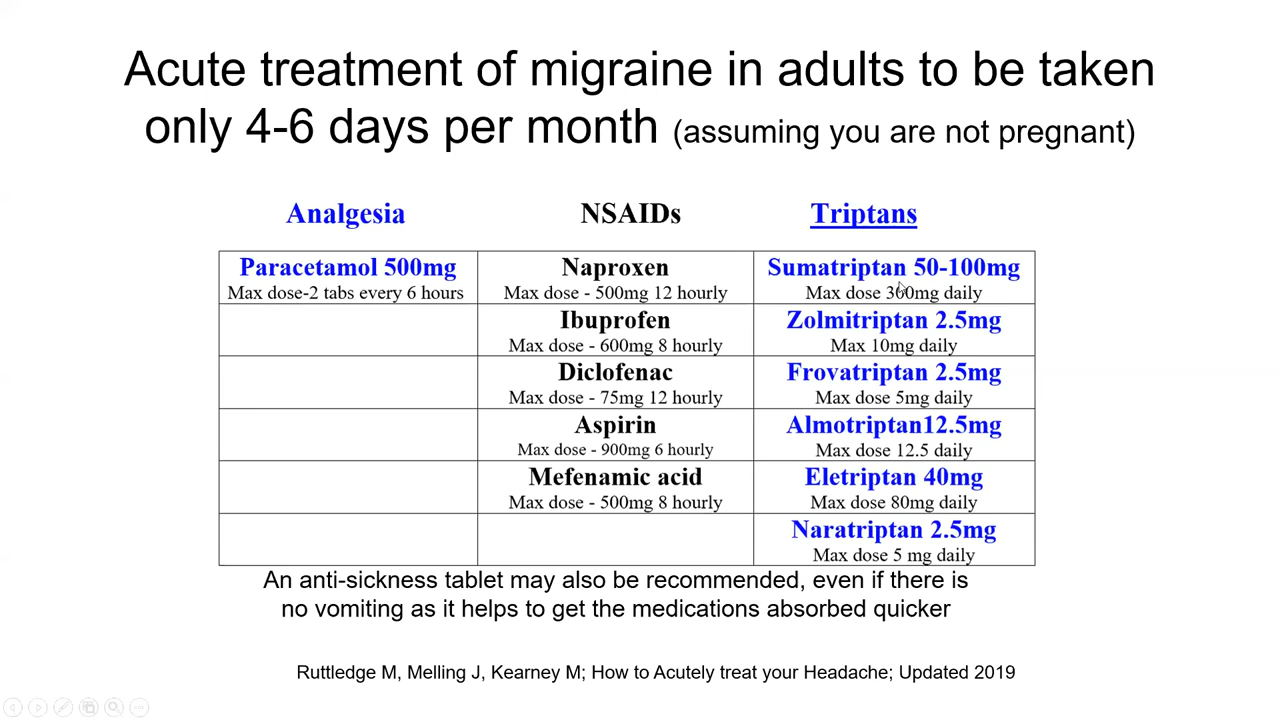 Acute treatment of migraine in adults to be taken
only 4-6 days per month (assuming you are not pregnant)
Analgesia NSAIDs Triptans
Paracetamol 500mg Naproxen Sumatriptan 50-100mg
Max dose-2 tabs every 6 hours Max dose - 500mg 12 hourly Max dose 300mg daily
Ibuprofen Zolmitriptan 2.5mg
Max dose - 600mg 8 hourly Max 10mg daily
Diclofenac Frovatriptan 2.5mg
Max dose - 75mg 12 hourly Max dose 5mg daily
Aspirin Almotriptan12.5mg
Max dose - 900mg 6 hourly Max dose 12.5 daily
Mefenamic acid Eletriptan 40mg
Max dose - 500mg 8 hourly Max dose 80mg daily
Naratriptan 2.5mg
Max dose 5 mg daily
An anti-sickness tablet may also be recommended, even if there is
no vomiting as it helps to get the medications absorbed quicker
Ruttledge M, Melling J, Kearney M; How to Acutely treat your Headache; Updated 2019